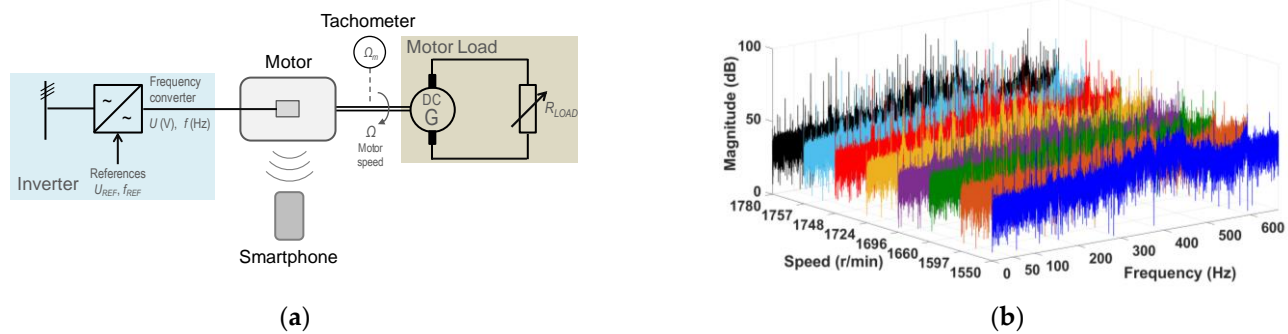 Tachometer
Ωm
Motor
Motor Load
Frequency
converter
U (V), f (Hz)
~
~
DC
G
RLOAD
Ω
Motor
speed
Inverter
References
UREF, fREF
Smartphone
(a)
100
50
0
Magnitude (dB)
1780
1757
1748
1724
1696
1660
1597
1550
Speed (r/min)
0 50 100 200 300 400 500 600
Frequency (Hz)
(b)